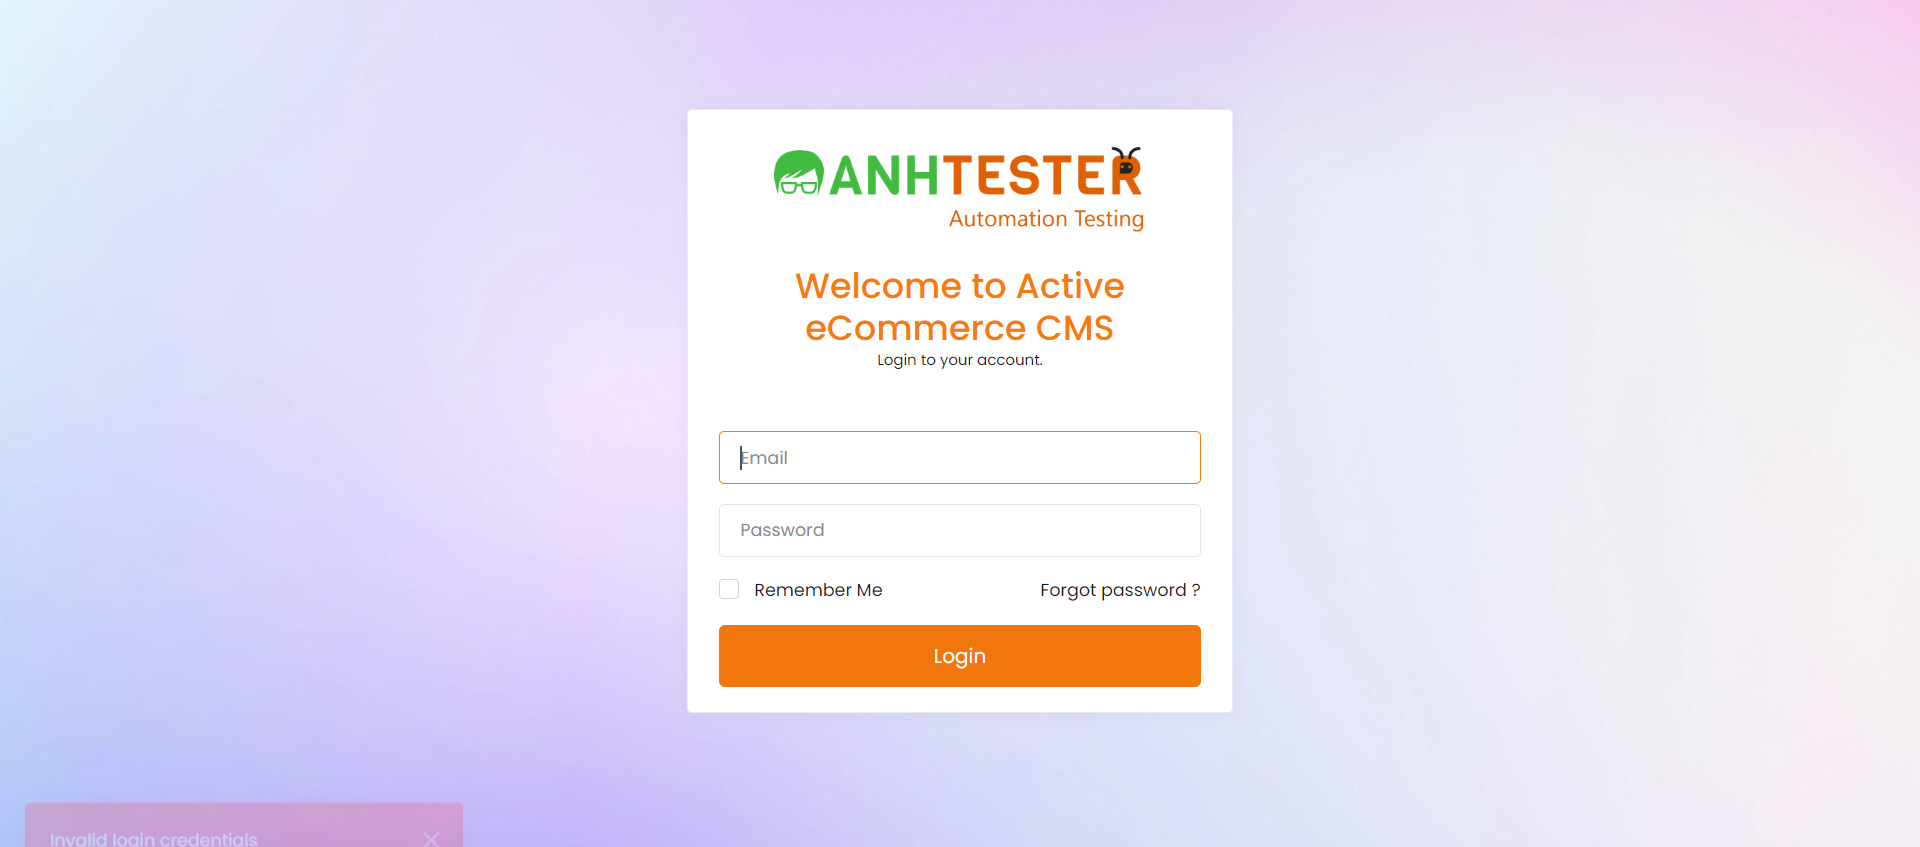 ANHTESTER
Automation Testing
Welcome to Active
eCommerce CMS
Login to your account.
Email
Password
Remember Me
Forgot password ?
Login
Invalid login credentials